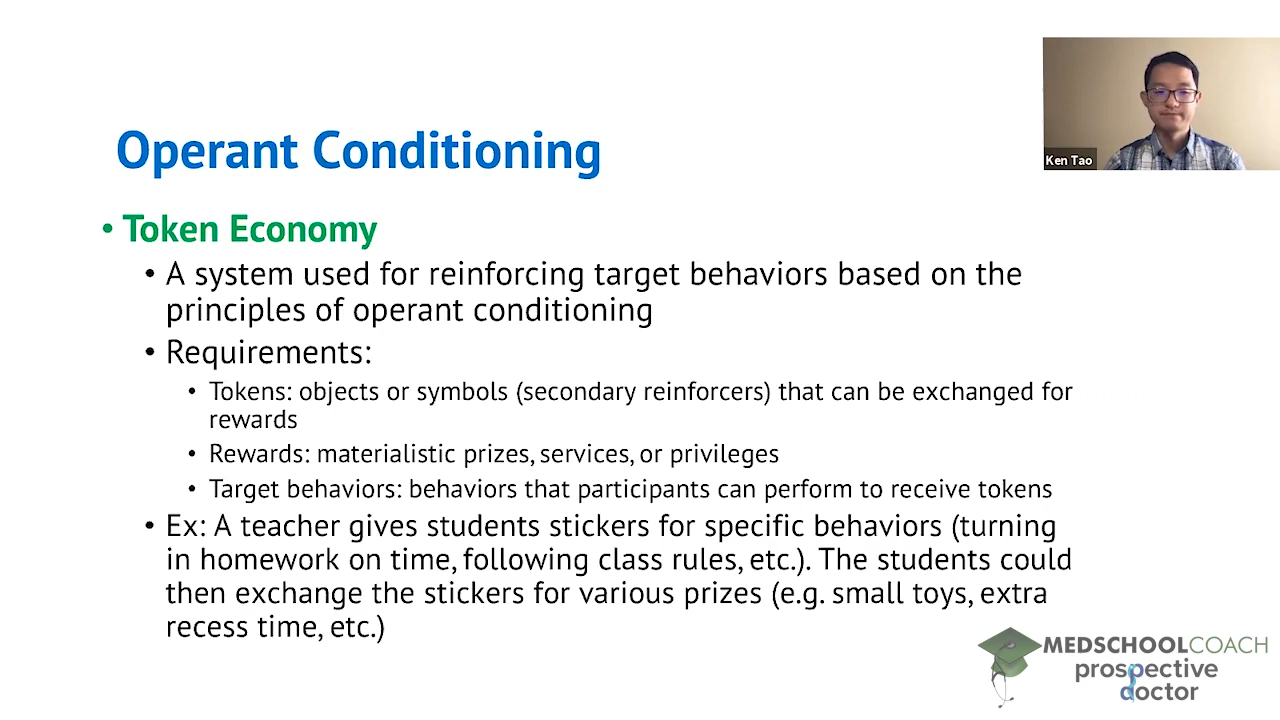 Ken Tao
Operant Conditioning
• Token Economy
• A system used for reinforcing target behaviors based on the
principles of operant conditioning
• Requirements:
• Tokens: objects or symbols (secondary reinforcers) that can be exchanged for
rewards
• Rewards: materialistic prizes, services, or privileges
• Target behaviors: behaviors that participants can perform to receive tokens
• Ex: A teacher gives students stickers for specific behaviors (turning
in homework on time, following class rules, etc.). The students could
then exchange the stickers for various prizes (e.g. small toys, extra
recess time, etc.)
MEDSCHOOLCOACH
prospective
doctor